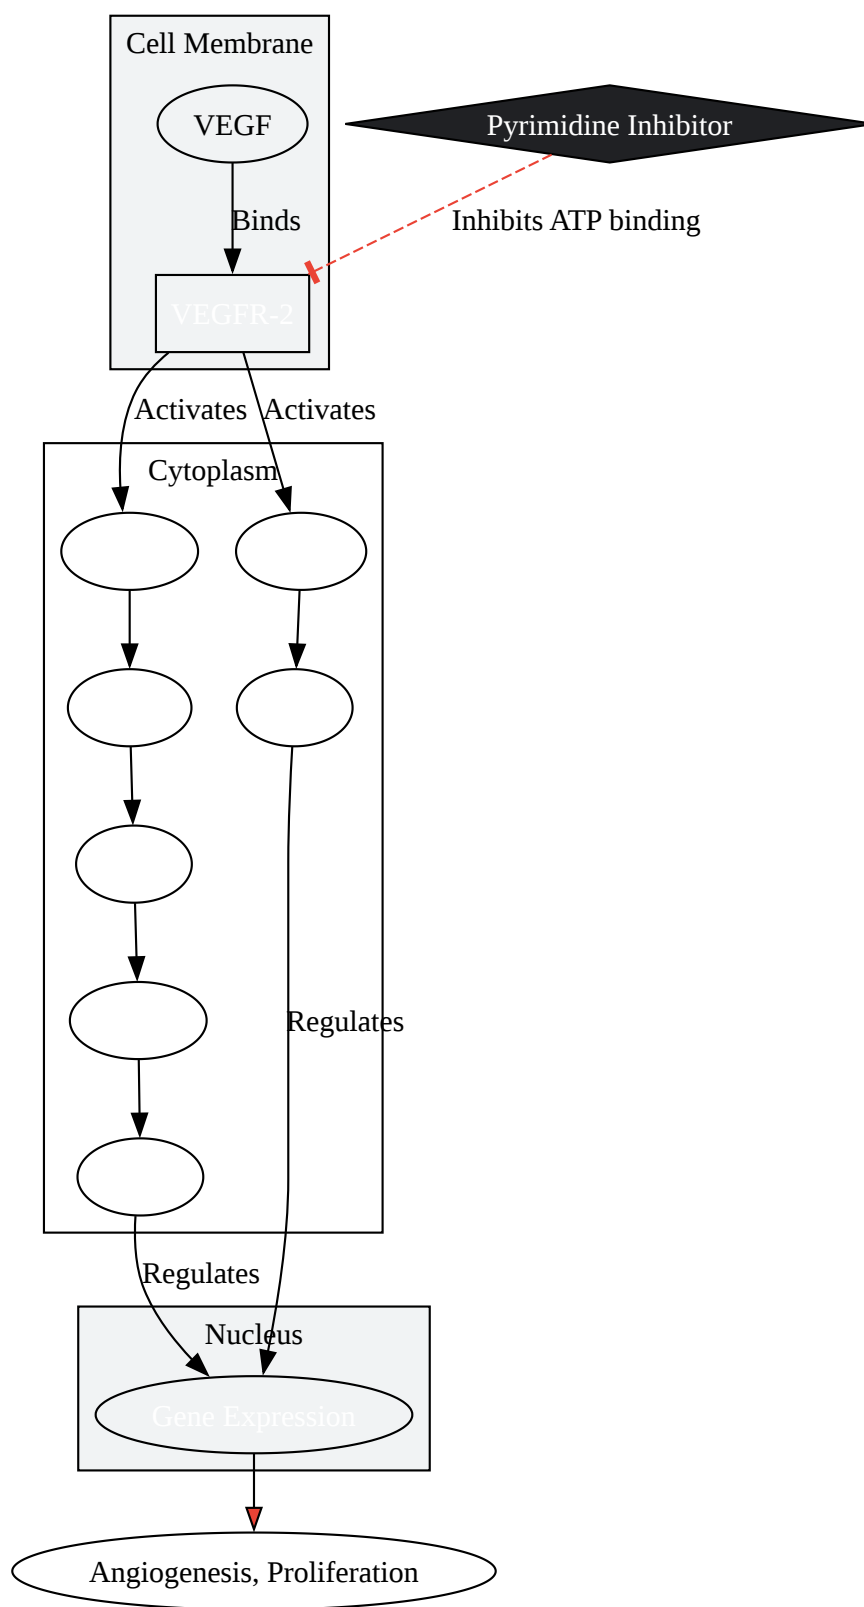 Cell Membrane
VEGF
Pyrimidine Inhibitor
Binds
Inhibits ATP binding
VEGFR-2
Activates
Activates
Cytoplasm
Regulates
Regulates
Nucleus
Gene Expression
Angiogenesis, Proliferation